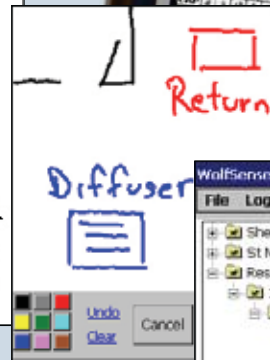 Return
Diffuser
WolfSense
File Log
She
St M
Res
Undo
Clear
Cancel